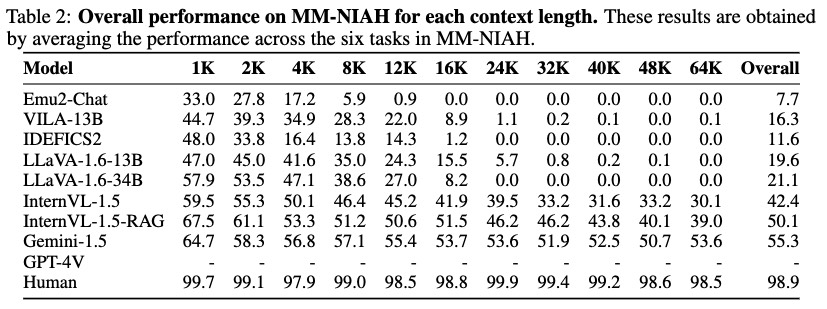 Table 2: Overall performance on MM-NIAH for each context length. These results are obtained
by averaging the performance across the six tasks in MM-NIAH.
Model 1K 2K 4K 8K 12K 16K 24K 32K 40K 48K 64K Overall
Emu2-Chat 33.0 27.8 17.2 5.9 0.9 0.0 0.0 0.0 0.0 0.0 0.0 7.7
VILA-13B 44.7 39.3 34.9 28.3 22.0 8.9 1.1 0.2 0.1 0.0 0.1 16.3
IDEFICS2 48.0 33.8 16.4 13.8 14.3 1.2 0.0 0.0 0.0 0.0 0.0 11.6
LLaVA-1.6-13B 47.0 45.0 41.6 35.0 24.3 15.5 5.7 0.8 0.2 0.1 0.0 19.6
LLaVA-1.6-34B 57.9 53.5 47.1 38.6 27.0 8.2 0.0 0.0 0.0 0.0 0.0 21.1
InternVL-1.5 59.5 55.3 50.1 46.4 45.2 41.9 39.5 33.2 31.6 33.2 30.1 42.4
InternVL-1.5-RAG 67.5 61.1 53.3 51.2 50.6 51.5 46.2 46.2 43.8 40.1 39.0 50.1
Gemini-1.5 64.7 58.3 56.8 57.1 55.4 53.7 53.6 51.9 52.5 50.7 53.6 55.3
GPT-4V - - - - - - - - - - - -
Human 99.7 99.1 97.9 99.0 98.5 98.8 99.9 99.4 99.2 98.6 98.5 98.9